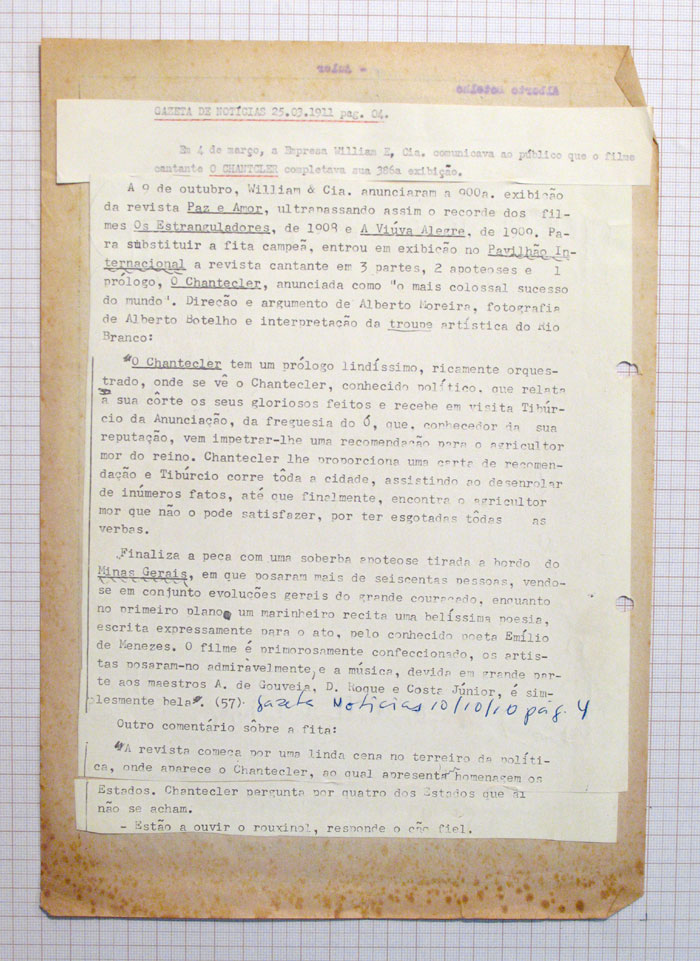 - Autor
Alberto Botelho
GAZETA DE NOTÍCIAS 25.03.1911 pag. 04.
Em 4 de março, a Empresa William E, Cia. comunicava ao público que o filme
cantante O CHANTCLER completava sua 386a exibição.
A 9 de outubro, William & Cia. anunciaram a 900a. exibição
da revista Paz e Amor, ultrapassando assim o recorde dos fil-
mes Os Estranguladores, de 1908 e A Viúva Alegre, de 1909. Pa-
ra substituir a fita campeã, entrou em exibição no Pavilhão In-
ternacional a revista cantante em 3 partes, 2 apoteoses e 1
prólogo, O Chantecler, anunciada como "o mais colossal sucesso
do mundo". Direção e argumento de Alberto Moreira, fotografia
de Alberto Botelho e interpretação da troupe artística do Rio
Branco:
"O Chantecler tem um prólogo lindíssimo, ricamente orques-
trado, onde se vê o Chantecler, conhecido político, que relata
a sua côrte os seus gloriosos feitos e recebe em visita Tibúr-
cio da Anunciação, da freguesia do Ó, que, conhecedor da sua
reputação, vem impetrar-lhe uma recomendação para o agricultor
mor do reino. Chantecler lhe proporciona uma carta de recomen-
dação e Tibúrcio corre tôda a cidade, assistindo ao desenrolar
de inúmeros fatos, até que finalmente, encontra o agricultor
mor que não o pode satisfazer, por ter esgotadas tôdas as
verbas.
Finaliza a peça com uma soberba apoteose tirada a bordo do
Minas Gerais, em que posaram mais de seiscentas pessoas, vendo-
se em conjunto evoluções gerais do grande couraçado, enquanto
no primeiro plano um marinheiro recita uma belíssima poesia,
escrita expressamente para o ato, pelo conhecido poeta Emílio
de Menezes. O filme é primorosamente confeccionado, os artis-
tas posaram-no admiràvelmente, e a música, devida em grande par-
te aos maestros A. de Gouveia, D. Roque e Costa Júnior, é sim-
plesmente bela". (57). Gazeta Noticias 10/10/10 pág. 4
Outro comentário sôbre a fita:
"A revista começa por uma linda cena no terreiro da políti-
ca, onde aparece o Chantecler, ao qual apresenta homenagem os
Estados. Chantecler pergunta por quatro dos Estados que aí
não se acham.
- Estão a ouvir o rouxinol, responde o cão fiel.